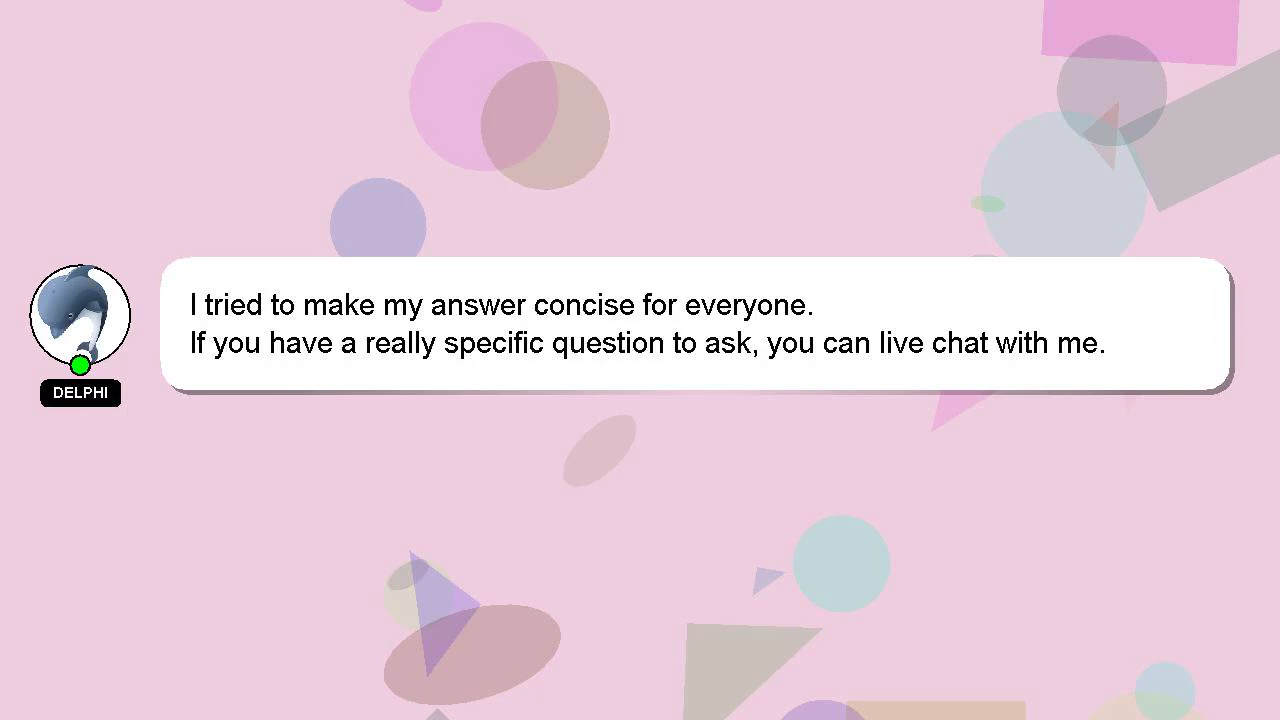 I tried to make my answer concise for everyone.
If you have a really specific question to ask, you can live chat with me.
DELPHI